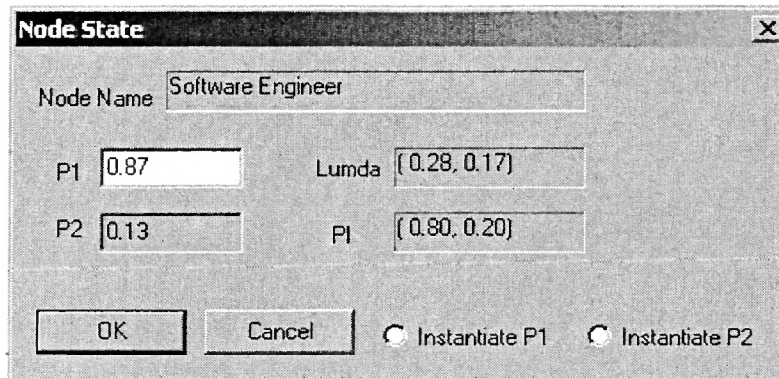 Node State
Node Name Software Engineer
P1 0.87 Lumda ( 0.28, 0.17)
P2 0.13 PI ( 0.80, 0.20)
OK Cancel Instantiate P1 Instantiate P2